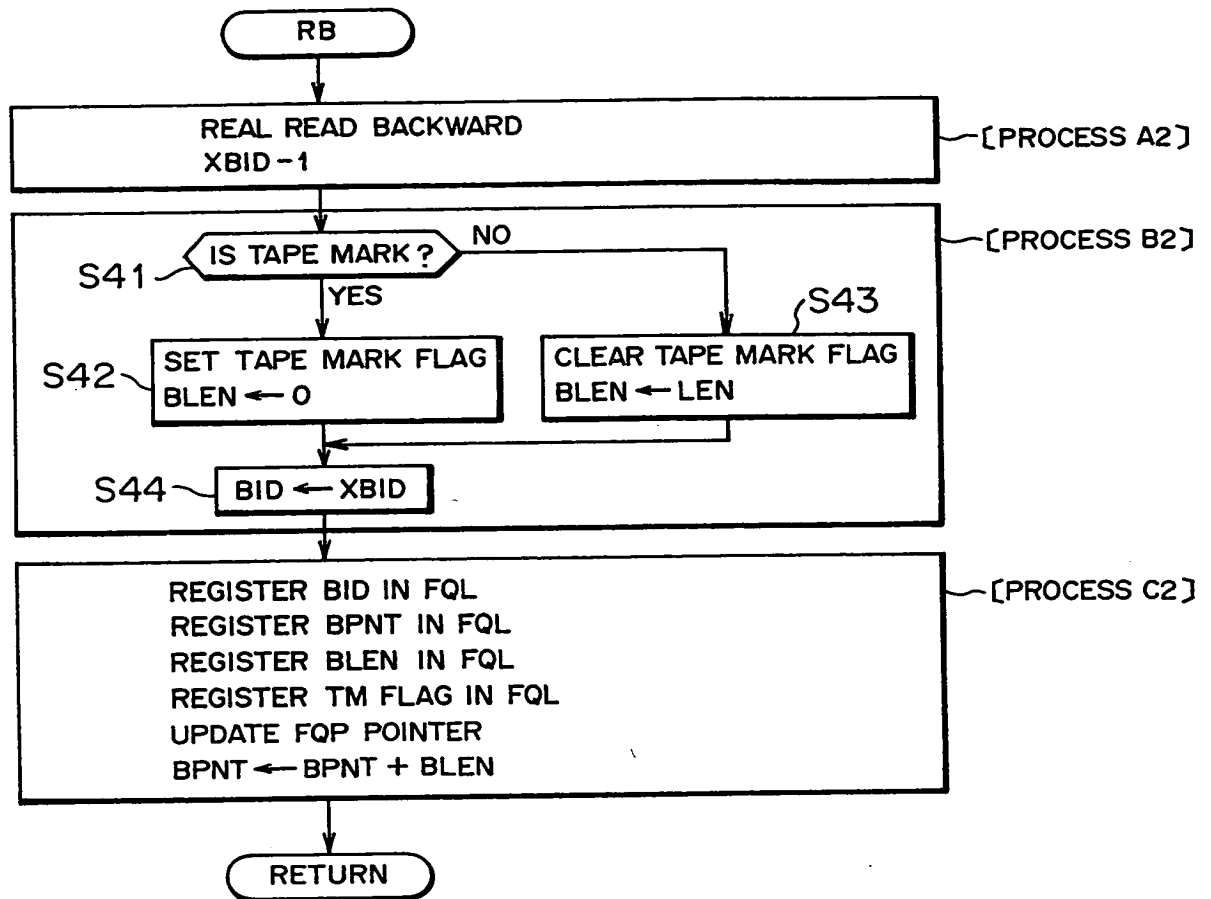 RB
REAL READ BACKWARD
XBID-1
[PROCESS A2]
[PROCESS B2]
IS TAPE MARK?
NO
S41
YES
S43
SET TAPE MARK FLAG
BLEN ← 0
S42
CLEAR TAPE MARK FLAG
BLEN ← LEN
S44
BID ← XBID
[PROCESS C2]
REGISTER BID IN FQL
REGISTER BPNT IN FQL
REGISTER BLEN IN FQL
REGISTER TM FLAG IN FQL
UPDATE FQP POINTER
BPNT ← BPNT + BLEN
RETURN